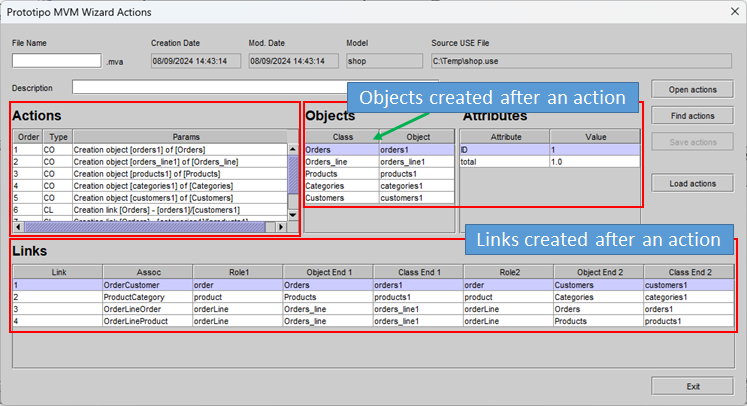 Prototipo MVM Wizard Actions
File Name Creation Date Mod. Date Model Source USE File
.mva 08/09/2024 14:43:14 08/09/2024 14:43:14 shop C:\Temp\shop.use
Description Open actions
Objects created after an action
Actions Objects Attributes Find actions
Order Type Params Class Object Attribute Value
1 CO Creation object [orders1] of [Orders] Orders orders1 ID 1 Save actions
2 CO Creation object [orders_line1] of [Orders_line] Orders_line orders_line1 total 1.0
3 CO Creation object [products1] of [Products] Products products1
4 CO Creation object [categories1] of [Categories] Categories categories1 Load actions
5 CO Creation object [customers1] of [Customers] Customers customers1
6 CL Creation link [Orders] - [orders1]/[customers1]
Links created after an action
Links
Link Assoc Role1 Object End 1 Class End 1 Role2 Object End 2 Class End 2
1 OrderCustomer order Orders orders1 order Customers customers1
2 ProductCategory product Products products1 product Categories categories1
3 OrderLineOrder orderLine Orders_line orders_line1 orderLine Orders orders1
4 OrderLineProduct orderLine Orders_line orders_line1 orderLine Products products1
Exit